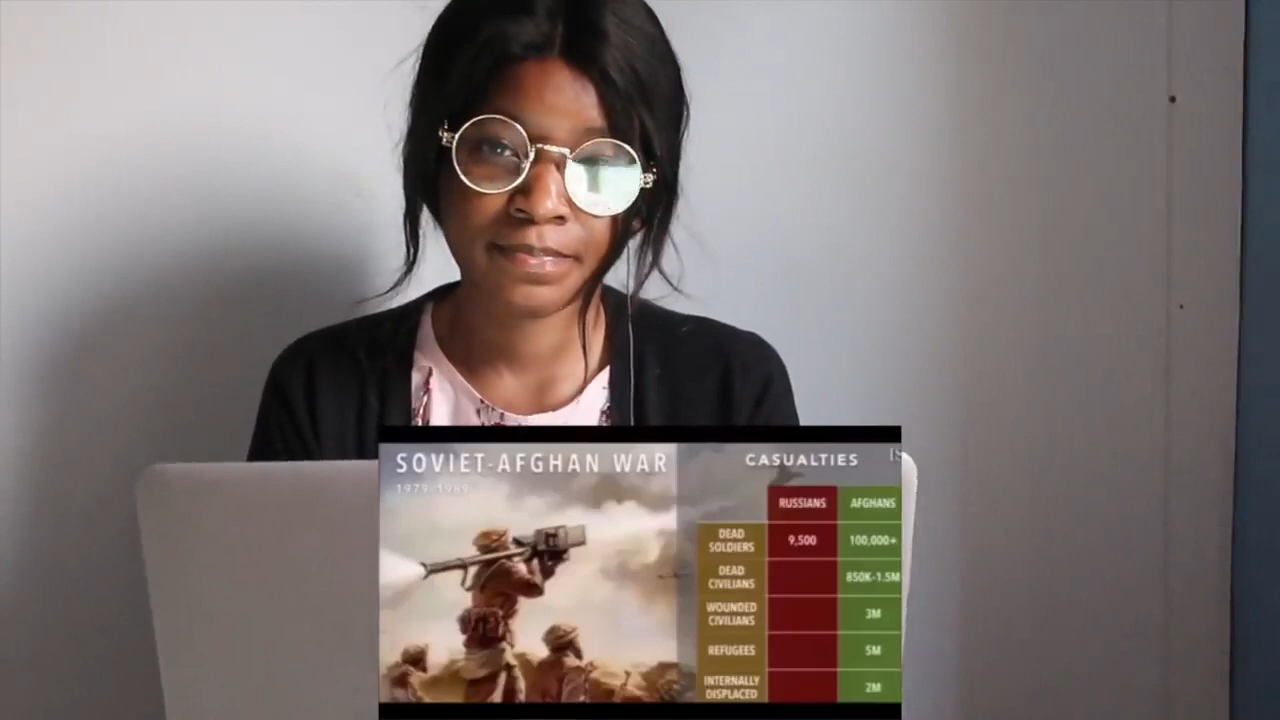 SOVIET-AFGHAN WAR
1979-1989
CASUALTIES
IS
RUSSIANS AFGHANS
DEAD SOLDIERS 9,500 100,000+
DEAD CIVILIANS 850K-1.5M
WOUNDED CIVILIANS 3M
REFUGEES 5M
INTERNALLY DISPLACED 2M